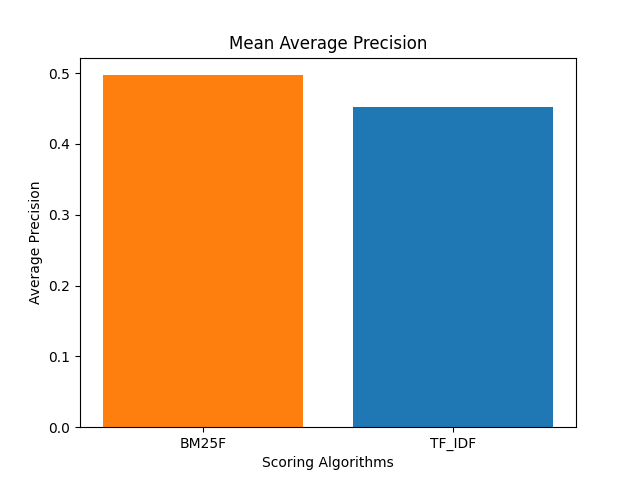 Mean Average Precision
0.5
0.4
0.3
0.2
0.1
0.0
Average Precision
BM25F
TF_IDF
Scoring Algorithms